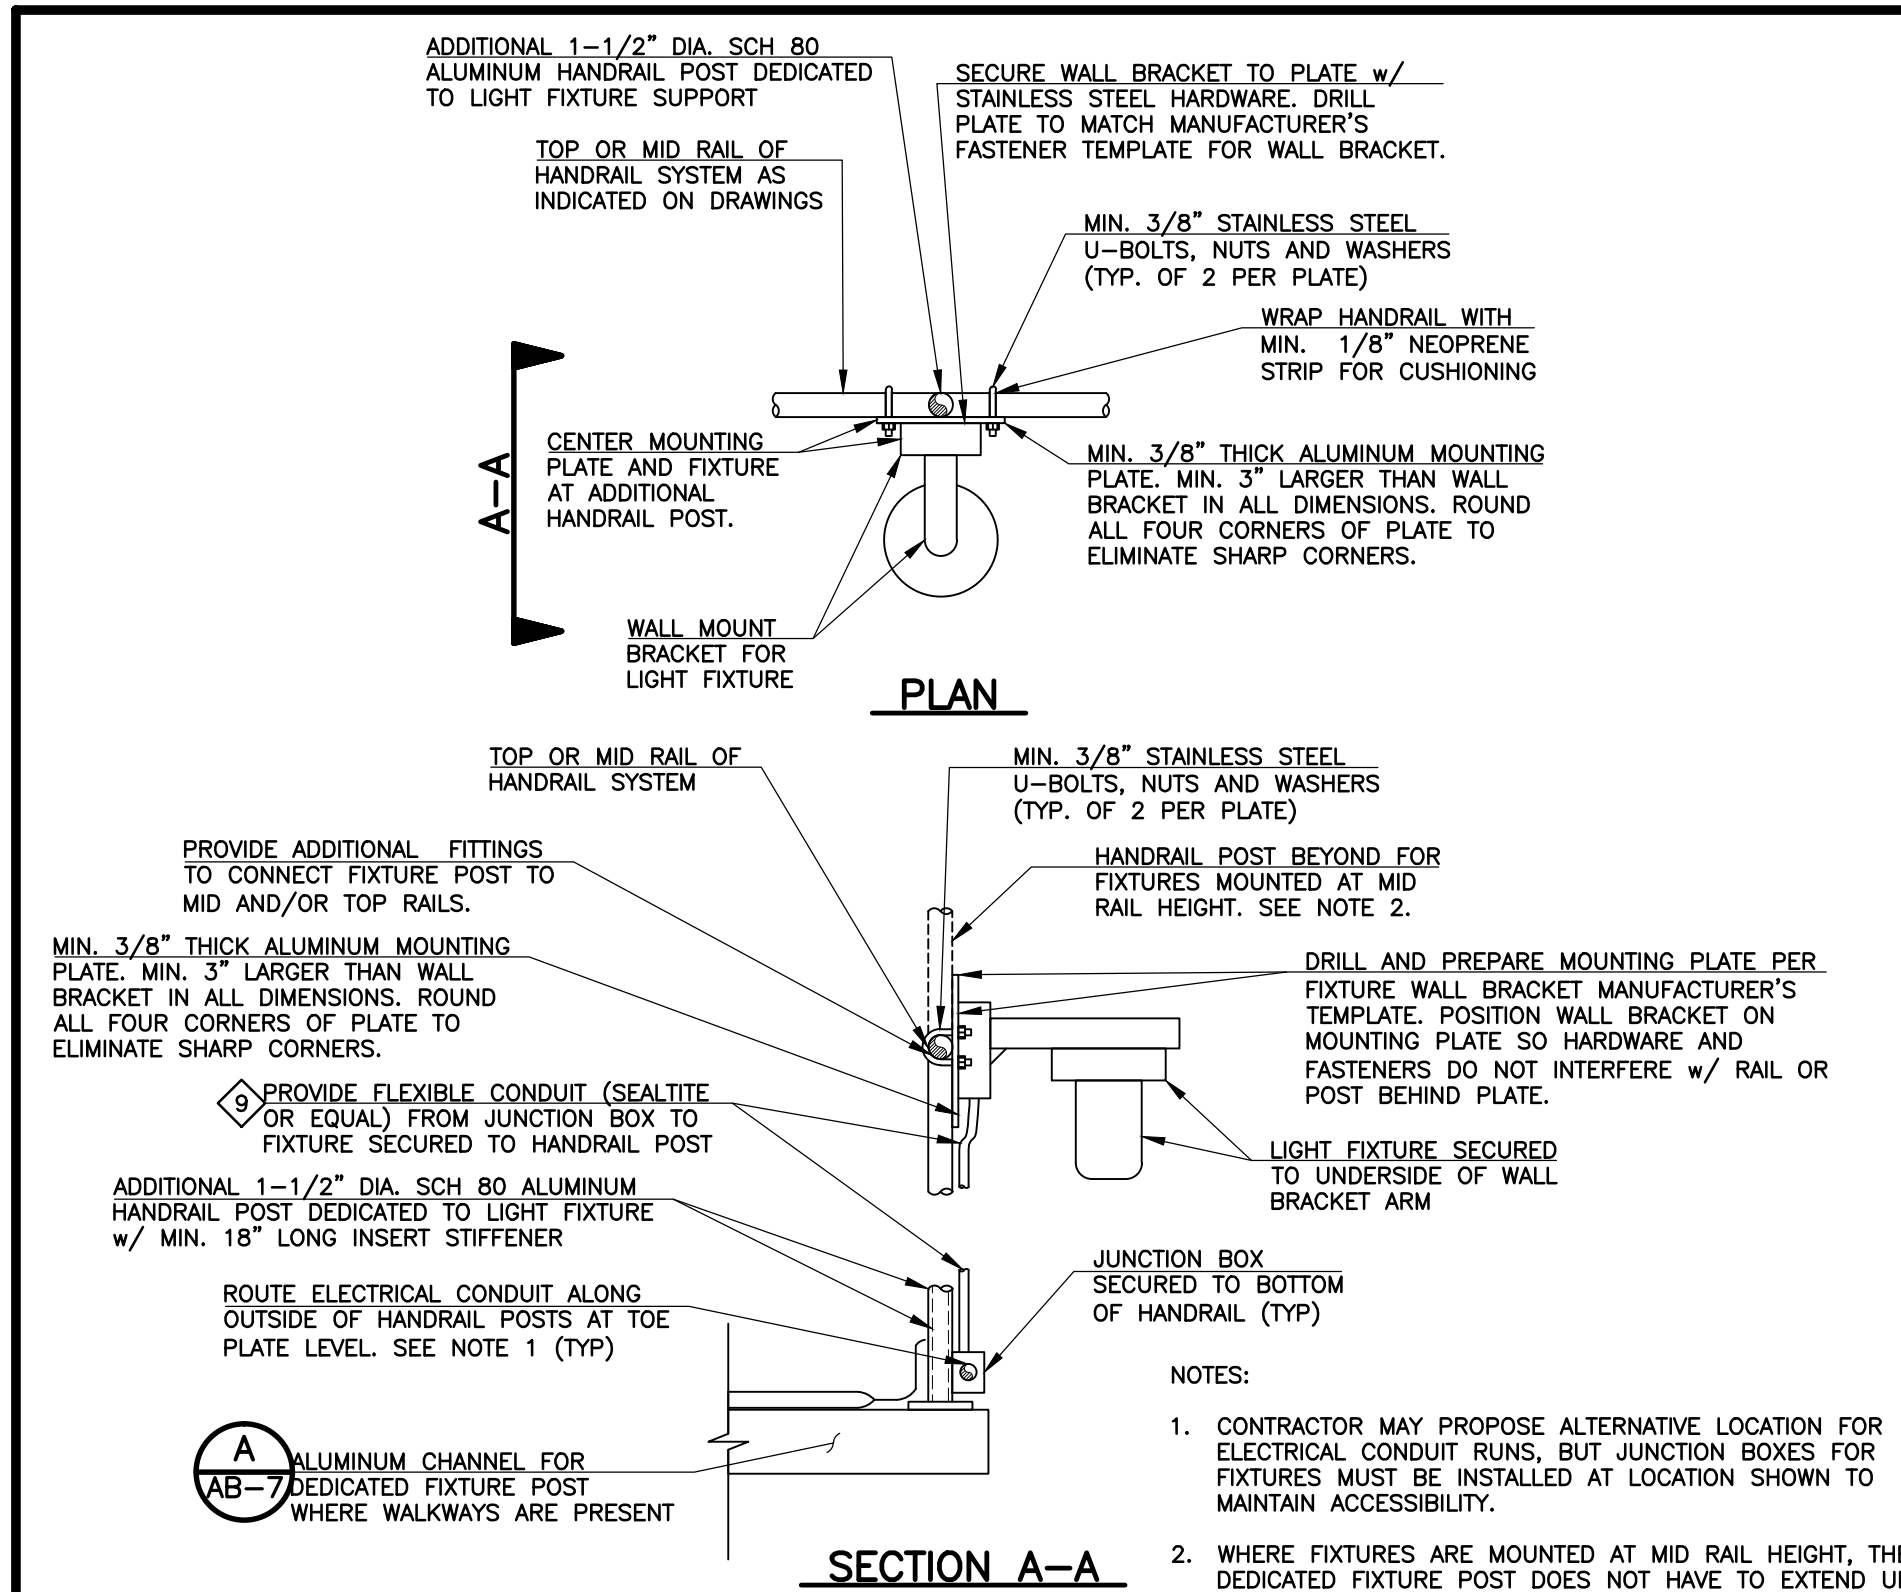 ADDITIONAL 1-1/2" DIA. SCH 80
ALUMINUM HANDRAIL POST DEDICATED
TO LIGHT FIXTURE SUPPORT
SECURE WALL BRACKET TO PLATE w/
STAINLESS STEEL HARDWARE. DRILL
PLATE TO MATCH MANUFACTURER'S
FASTENER TEMPLATE FOR WALL BRACKET.
TOP OR MID RAIL OF
HANDRAIL SYSTEM AS
INDICATED ON DRAWINGS
MIN. 3/8" STAINLESS STEEL
U-BOLTS, NUTS AND WASHERS
(TYP. OF 2 PER PLATE)
WRAP HANDRAIL WITH
MIN. 1/8" NEOPRENE
STRIP FOR CUSHIONING
A-A
CENTER MOUNTING
PLATE AND FIXTURE
AT ADDITIONAL
HANDRAIL POST.
MIN. 3/8" THICK ALUMINUM MOUNTING
PLATE. MIN. 3" LARGER THAN WALL
BRACKET IN ALL DIMENSIONS. ROUND
ALL FOUR CORNERS OF PLATE TO
ELIMINATE SHARP CORNERS.
WALL MOUNT
BRACKET FOR
LIGHT FIXTURE
PLAN
TOP OR MID RAIL OF
HANDRAIL SYSTEM
MIN. 3/8" STAINLESS STEEL
U-BOLTS, NUTS AND WASHERS
(TYP. OF 2 PER PLATE)
PROVIDE ADDITIONAL FITTINGS
TO CONNECT FIXTURE POST TO
MID AND/OR TOP RAILS.
HANDRAIL POST BEYOND FOR
FIXTURES MOUNTED AT MID
RAIL HEIGHT. SEE NOTE 2.
MIN. 3/8" THICK ALUMINUM MOUNTING
PLATE. MIN. 3" LARGER THAN WALL
BRACKET IN ALL DIMENSIONS. ROUND
ALL FOUR CORNERS OF PLATE TO
ELIMINATE SHARP CORNERS.
DRILL AND PREPARE MOUNTING PLATE PER
FIXTURE WALL BRACKET MANUFACTURER'S
TEMPLATE. POSITION WALL BRACKET ON
MOUNTING PLATE SO HARDWARE AND
FASTENERS DO NOT INTERFERE w/ RAIL OR
POST BEHIND PLATE.
9
PROVIDE FLEXIBLE CONDUIT (SEALTITE
OR EQUAL) FROM JUNCTION BOX TO
FIXTURE SECURED TO HANDRAIL POST
LIGHT FIXTURE SECURED
TO UNDERSIDE OF WALL
BRACKET ARM
ADDITIONAL 1-1/2" DIA. SCH 80 ALUMINUM
HANDRAIL POST DEDICATED TO LIGHT FIXTURE
w/ MIN. 18" LONG INSERT STIFFENER
JUNCTION BOX
SECURED TO BOTTOM
OF HANDRAIL (TYP)
ROUTE ELECTRICAL CONDUIT ALONG
OUTSIDE OF HANDRAIL POSTS AT TOE
PLATE LEVEL. SEE NOTE 1 (TYP)
A
AB-7
ALUMINUM CHANNEL FOR
DEDICATED FIXTURE POST
WHERE WALKWAYS ARE PRESENT
SECTION A-A
NOTES:
1. CONTRACTOR MAY PROPOSE ALTERNATIVE LOCATION FOR
ELECTRICAL CONDUIT RUNS, BUT JUNCTION BOXES FOR
FIXTURES MUST BE INSTALLED AT LOCATION SHOWN TO
MAINTAIN ACCESSIBILITY.
2. WHERE FIXTURES ARE MOUNTED AT MID RAIL HEIGHT,
DEDICATED FIXTURE POST DOES NOT HAVE TO EXTEND